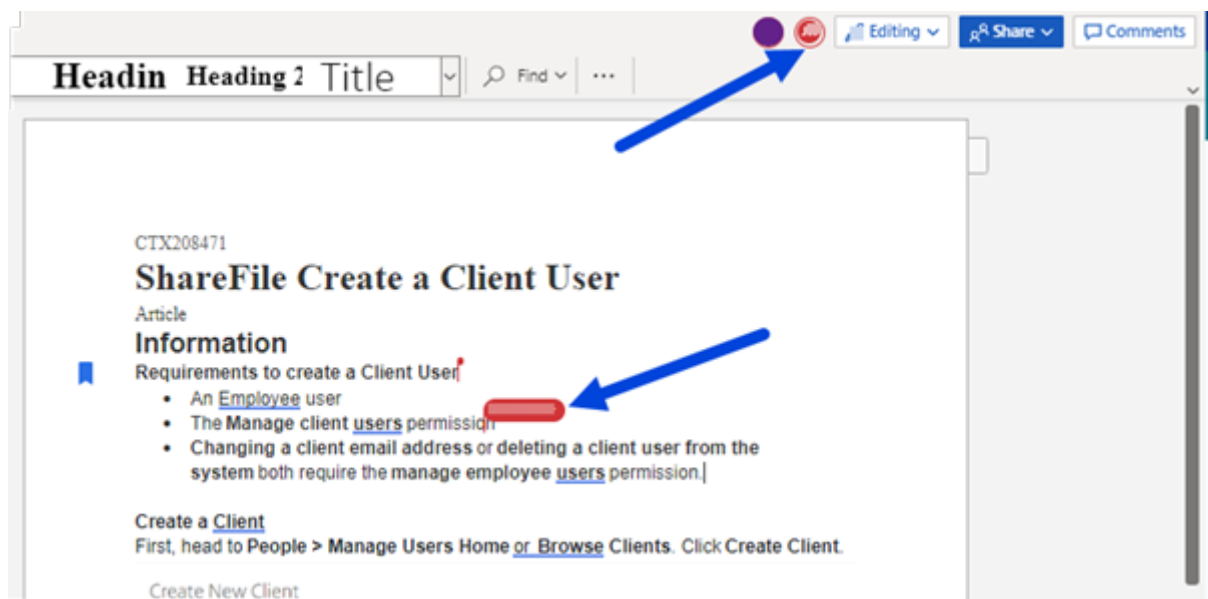 Editing Share Comments
Headin Heading 2 Title Find ...
CTX208471
ShareFile Create a Client User
Article
Information
Requirements to create a Client User
• An Employee user
• The Manage client users permission
• Changing a client email address or deleting a client user from the
system both require the manage employee users permission.
Create a Client
First, head to People > Manage Users Home or Browse Clients. Click Create Client.
Create New Client